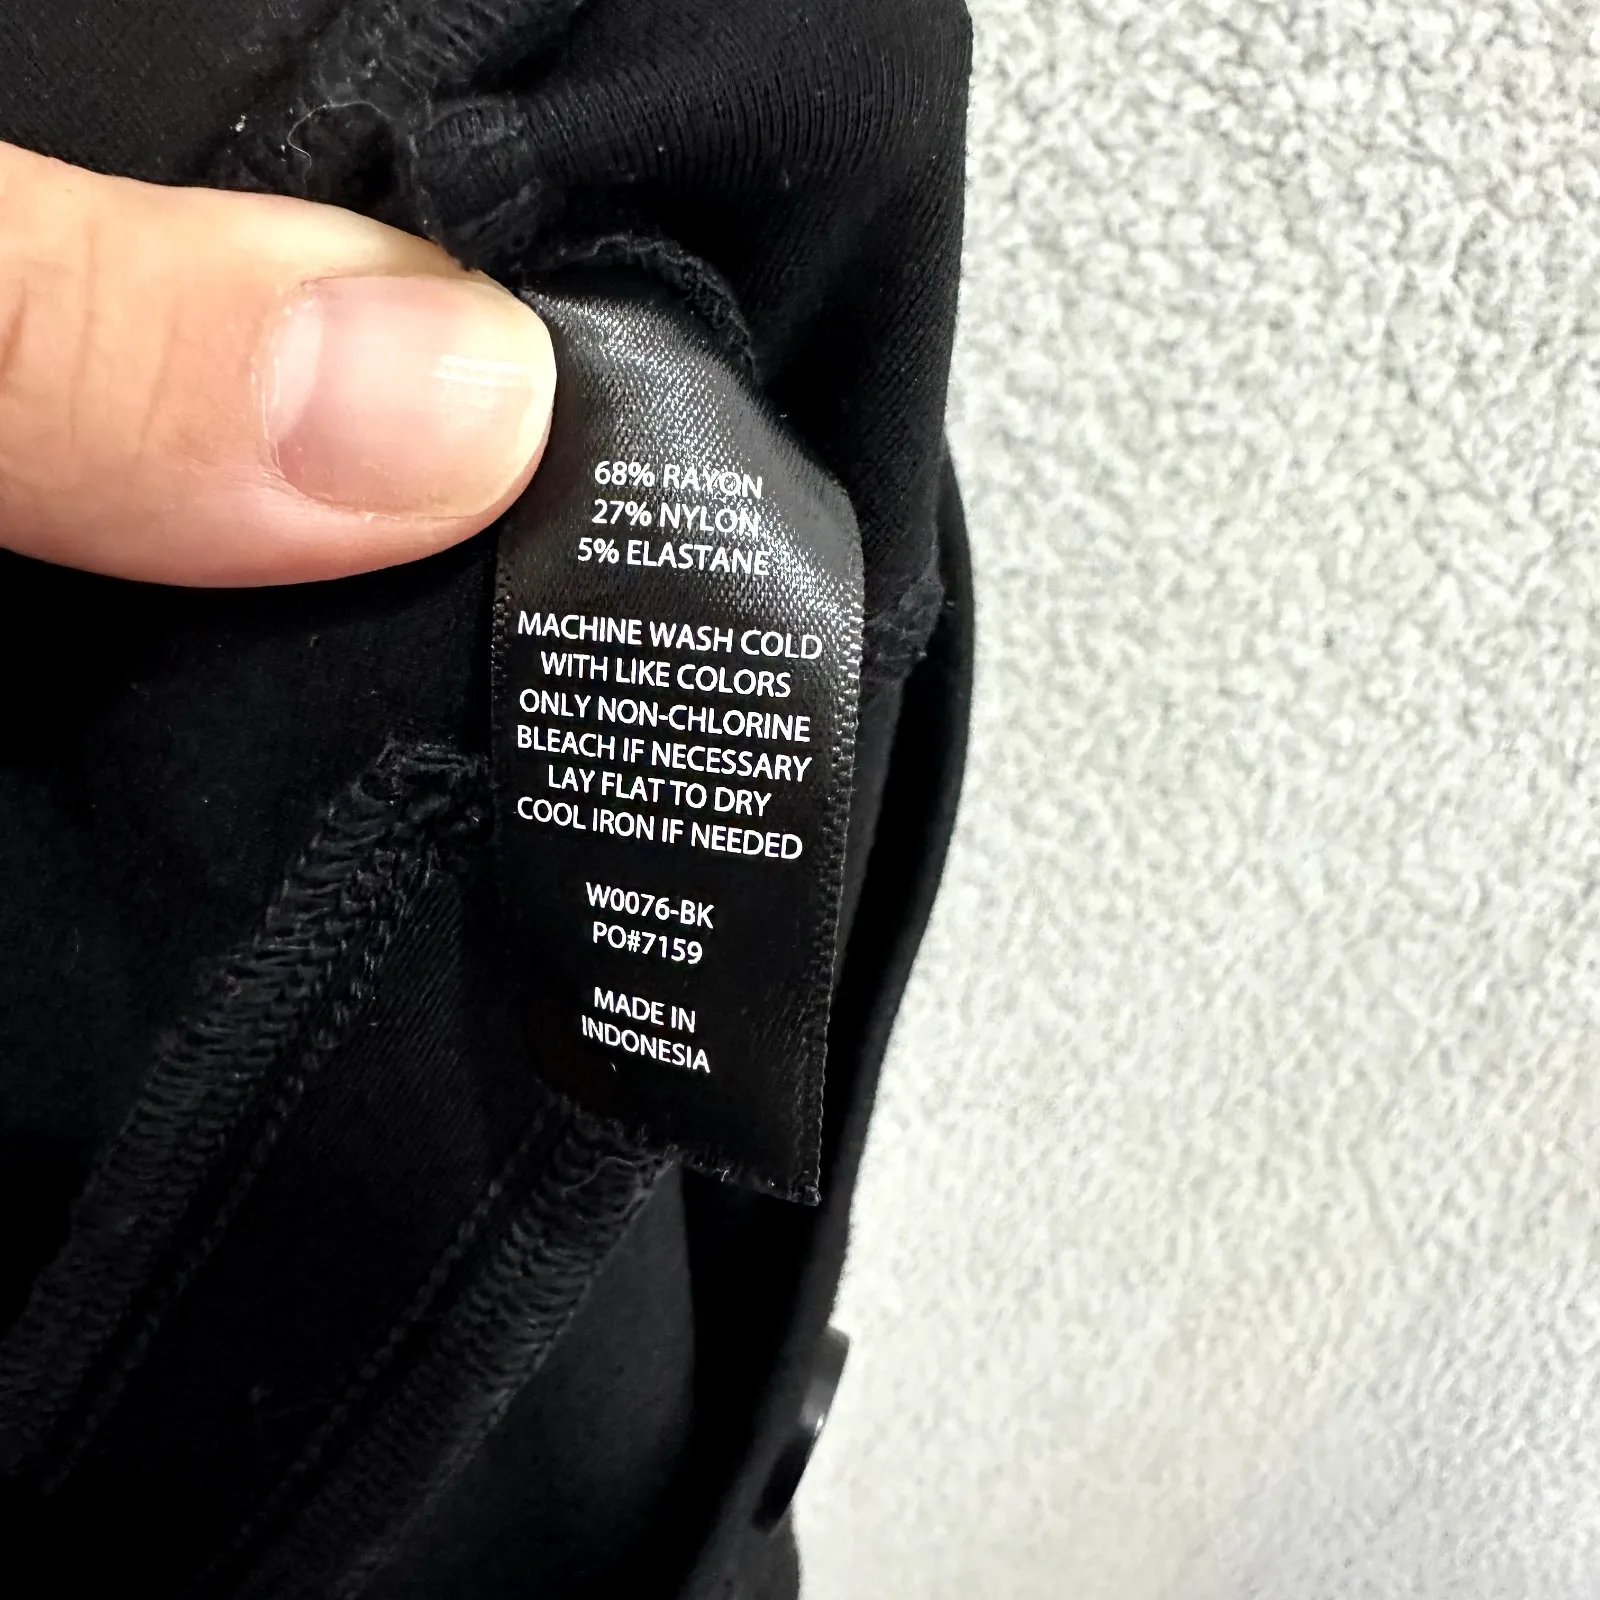 68% RAYON
27% NYLON
5% ELASTANE
MACHINE WASH COLD
WITH LIKE COLORS
ONLY NON-CHLORINE
BLEACH IF NECESSARY
LAY FLAT TO DRY
COOL IRON IF NEEDED
W0076-BK
PO#7159
MADE IN
INDONESIA